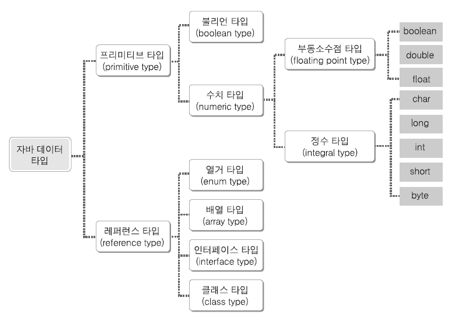 불리언 타입
(boolean type)
프리미티브 타입
(primitive type)
수치 타입
(numeric type)
부동소수점 타입
(floating point type)
boolean
double
float
정수 타입
(integral type)
char
long
int
short
byte
자바 데이터
타입
레퍼런스 타입
(reference type)
열거 타입
(enum type)
배열 타입
(array type)
인터페이스 타입
(interface type)
클래스 타입
(class type)